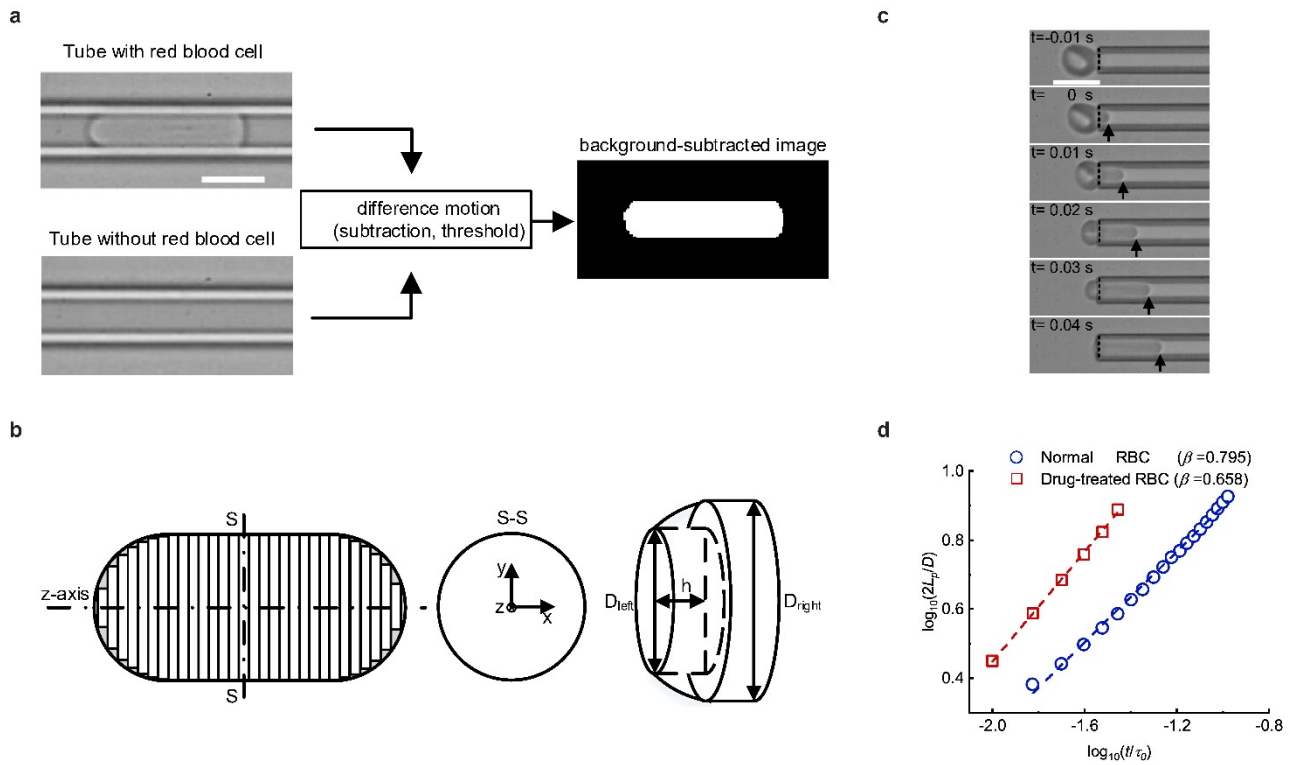 a
Tube with red blood cell
Tube without red blood cell
difference motion
(subtraction, threshold)
background-subtracted image
b
S
S
z-axis
S-S
y
z
x
D_left
h
D_right
c
t=-0.01 s
t= 0 s
t= 0.01 s
t= 0.02 s
t= 0.03 s
t= 0.04 s
d
Normal RBC (β=0.795)
Drug-treated RBC (β=0.658)
log₁₀(2Lₚ/D)
1.0
0.8
0.6
0.4
-2.0 -1.6 -1.2 -0.8
log₁₀(t/τ₀)